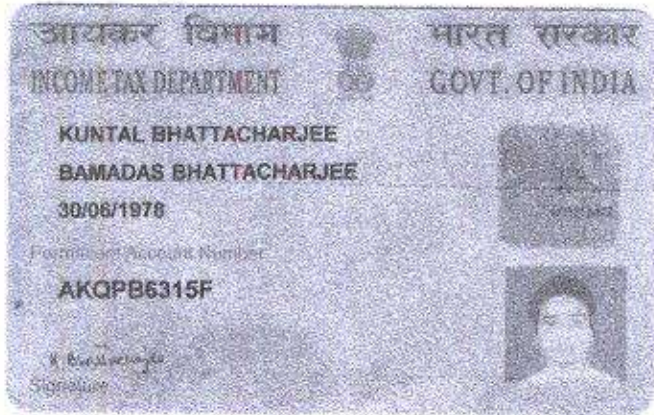 आयकर विभाग
भारत सरकार
INCOME TAX DEPARTMENT
GOVT. OF INDIA
KUNTAL BHATTACHARJEE
BAMADAS BHATTACHARJEE
30/06/1978
Permanent Account Number
AKQPB6315F
K Bhattacharjee
Signature